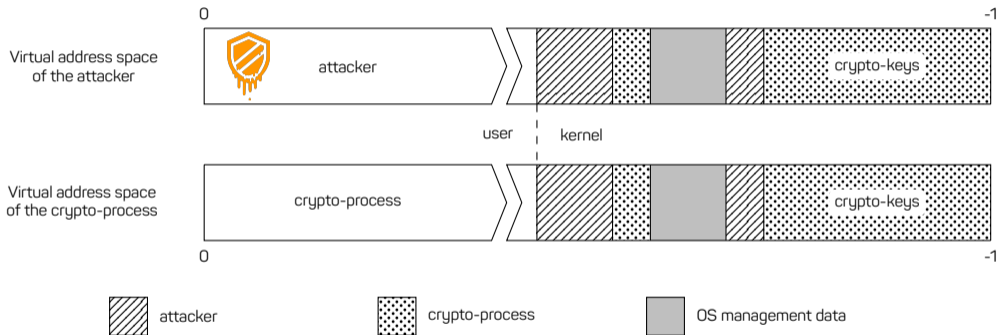 0 -1
Virtual address space
of the attacker
attacker
crypto-keys
user kernel
Virtual address space
of the crypto-process
crypto-process
crypto-keys
0 -1
attacker
crypto-process
OS management data